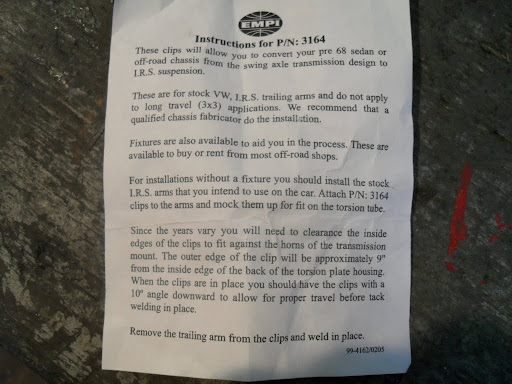 EMPI
Instructions for P/N: 3164
These clips will allow you to convert your pre 68 sedan or
off-road chassis from the swing axle transmission design to
I.R.S. suspension.
These are for stock VW, I.R.S. trailing arms and do not apply
to long travel (3x3) applications. We recommend that a
qualified chassis fabricator do the installation.
Fixtures are also available to aid you in the process. These are
available to buy or rent from most off-road shops.
For installations without a fixture you should install the stock
I.R.S. arms that you intend to use on the car. Attach P/N: 3164
clips to the arms and mock them up for fit on the torsion tube.
Since the years vary you will need to clearance the inside
edges of the clips to fit against the horns of the transmission
mount. The outer edge of the clip will be approximately 9"
from the inside edge of the back of the torsion plate housing.
When the clips are in place you should have the clips with a
10° angle downward to allow for proper travel before tack
welding in place.
Remove the trailing arm from the clips and weld in place.
99-4162/0205